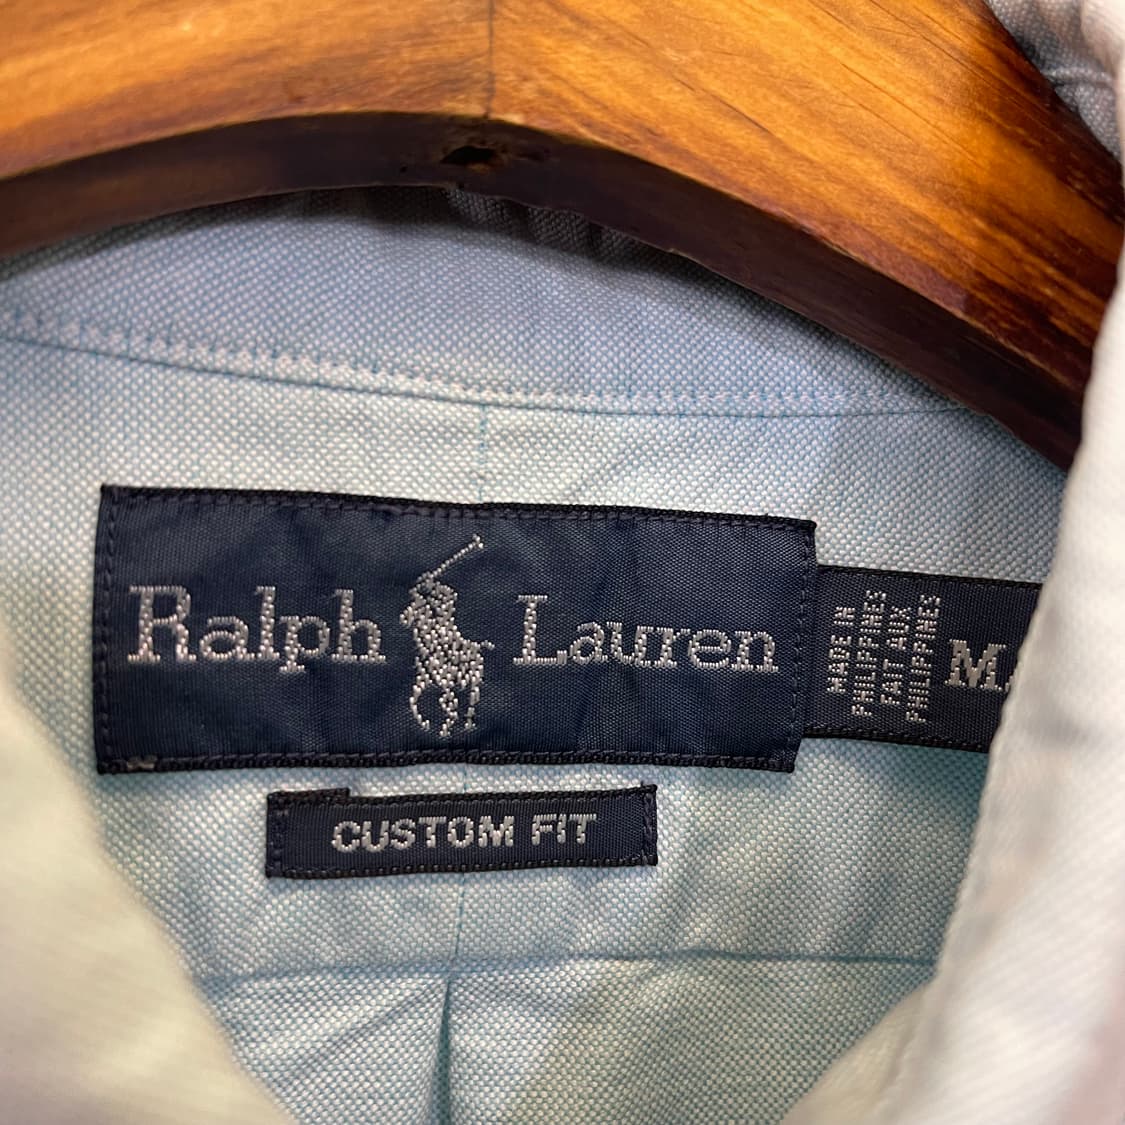 Ralph Lauren
MADE IN
PHILIPPINES
FAIT AUX
PHILIPPINES
CUSTOM FIT